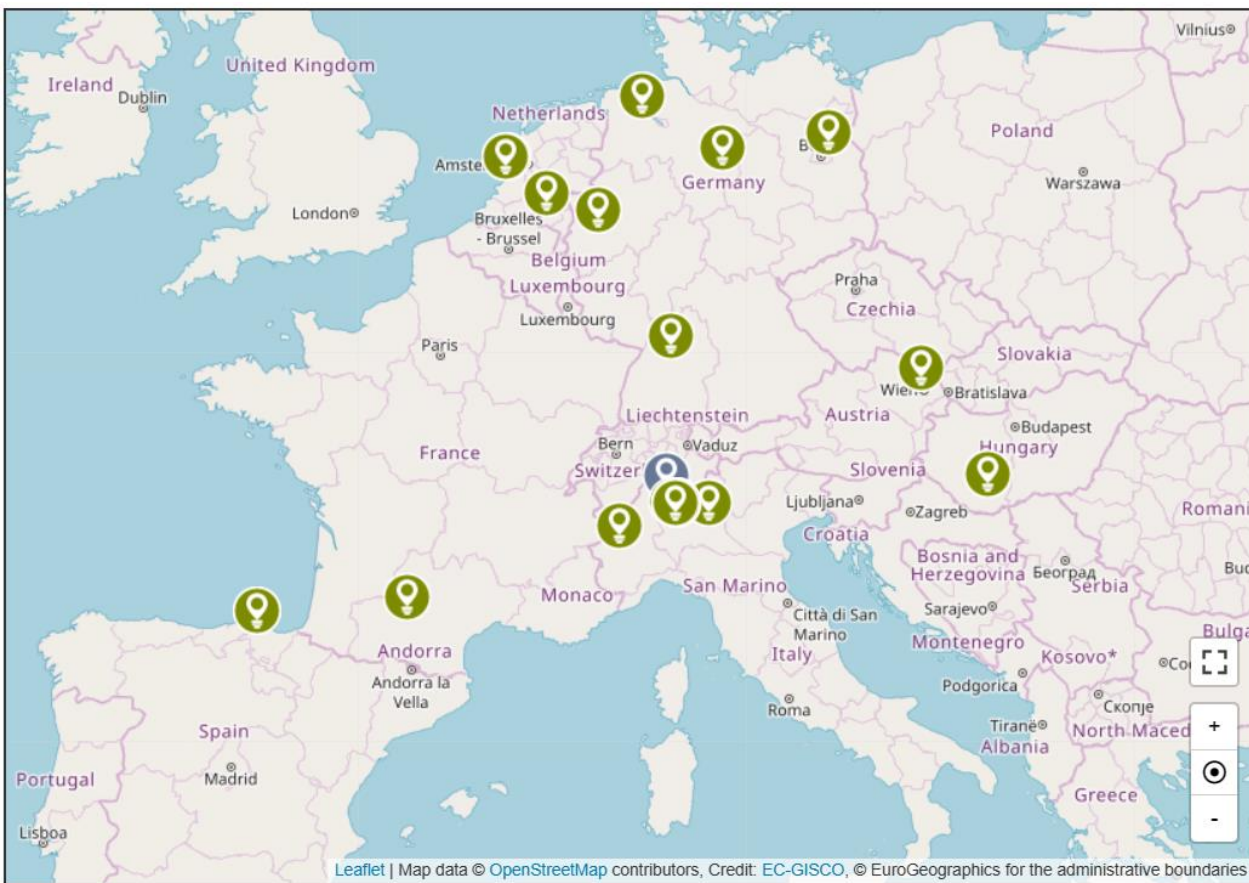 Vilnius
United Kingdom
Ireland
Dublin
Netherlands
Poland
Amste
B
Germany
Warszawa
London
Bruxelles
- Brussel
Belgium
Luxembourg
Luxembourg
Praha
Czechia
Paris
Slovakia
Wien
Bratislava
Liechtenstein
Austria
Budapest
Bern
Vaduz
Hungary
France
Switzer
Slovenia
Ljubljana
Zagreb
Romani
Croatia
Bosnia and
Herzegovina
Београд
Serbia
Buc
San Marino
Monaco
Sarajevo
Città di San
Marino
Montenegro
Bulga
Andorra
Italy
Kosovo*
Andorra la
Vella
Podgorica
Co
Roma
Скопје
Spain
Tiranë
North Maced
+
Albania
Madrid
Portugal
Greece
-
Lisboa
Leaflet | Map data © OpenStreetMap contributors, Credit: EC-GISCO, © EuroGeographics for the administrative boundaries